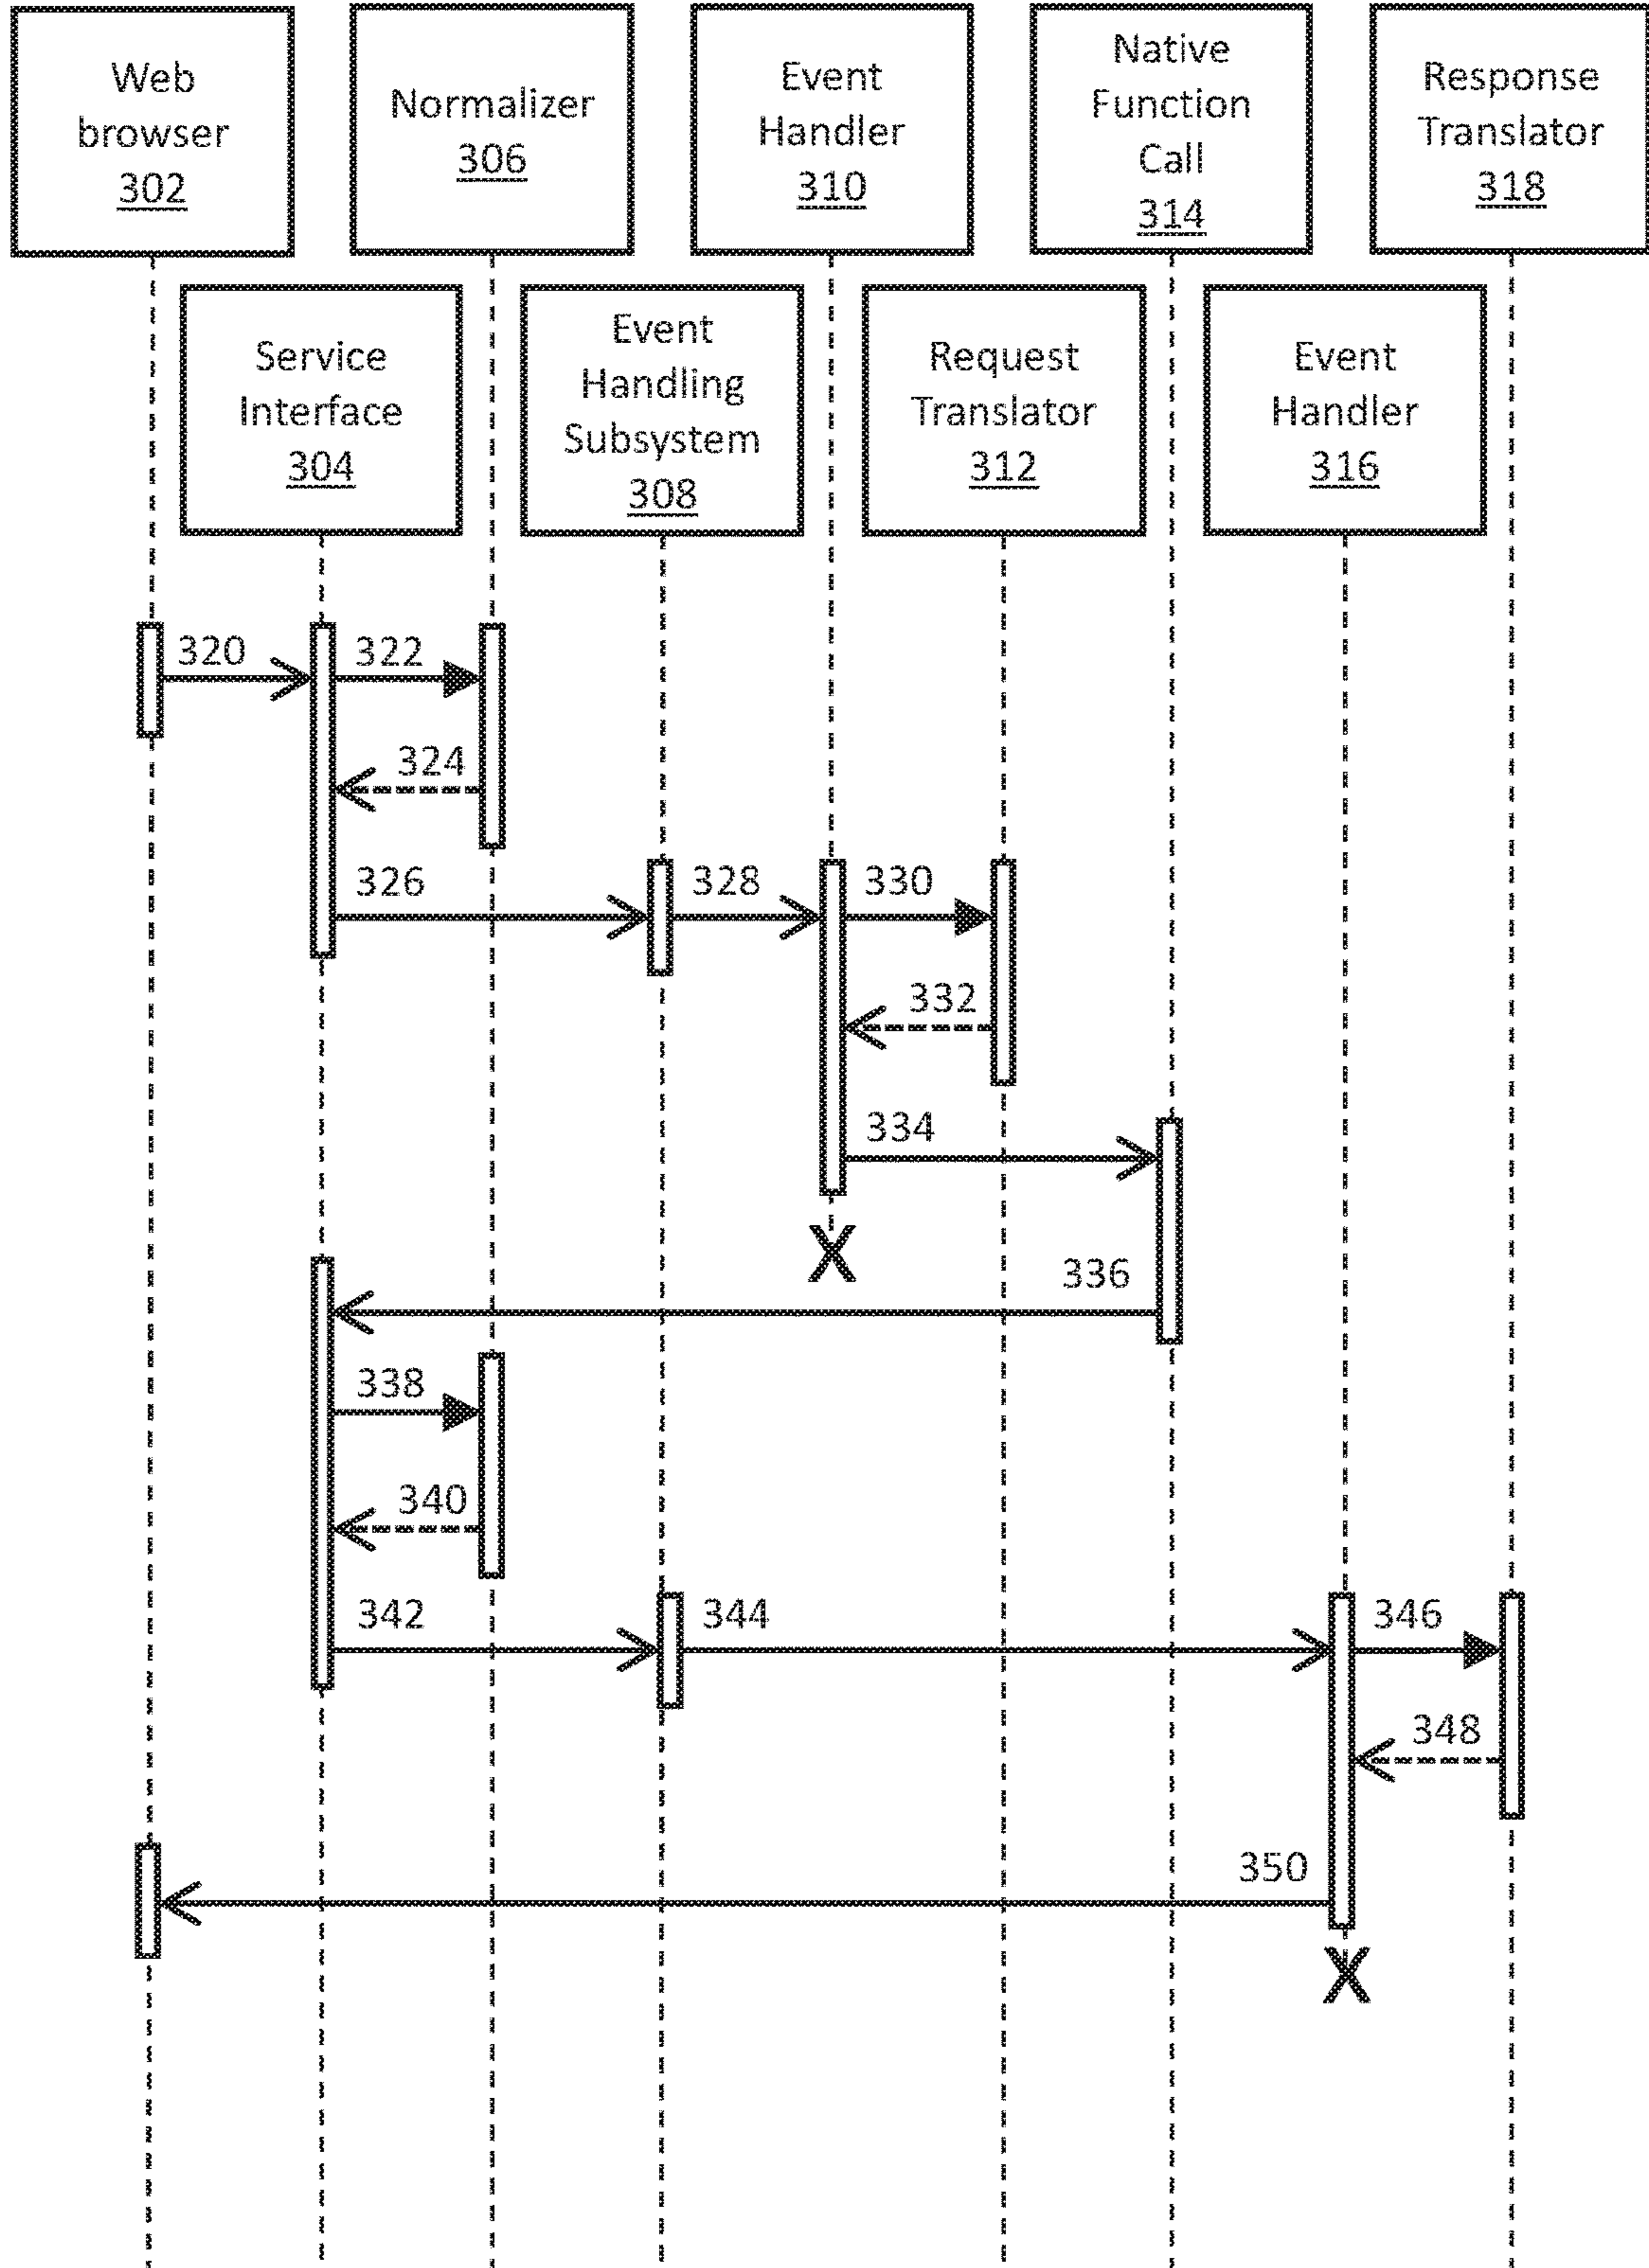 Web
browser
302
Normalizer
306
Event
Handler
310
Native
Function
Call
314
Response
Translator
318
Service
Interface
304
Event
Handling
Subsystem
308
Request
Translator
312
Event
Handler
316
320
322
324
326
328
330
332
334
X
336
338
340
342
344
346
348
350
X